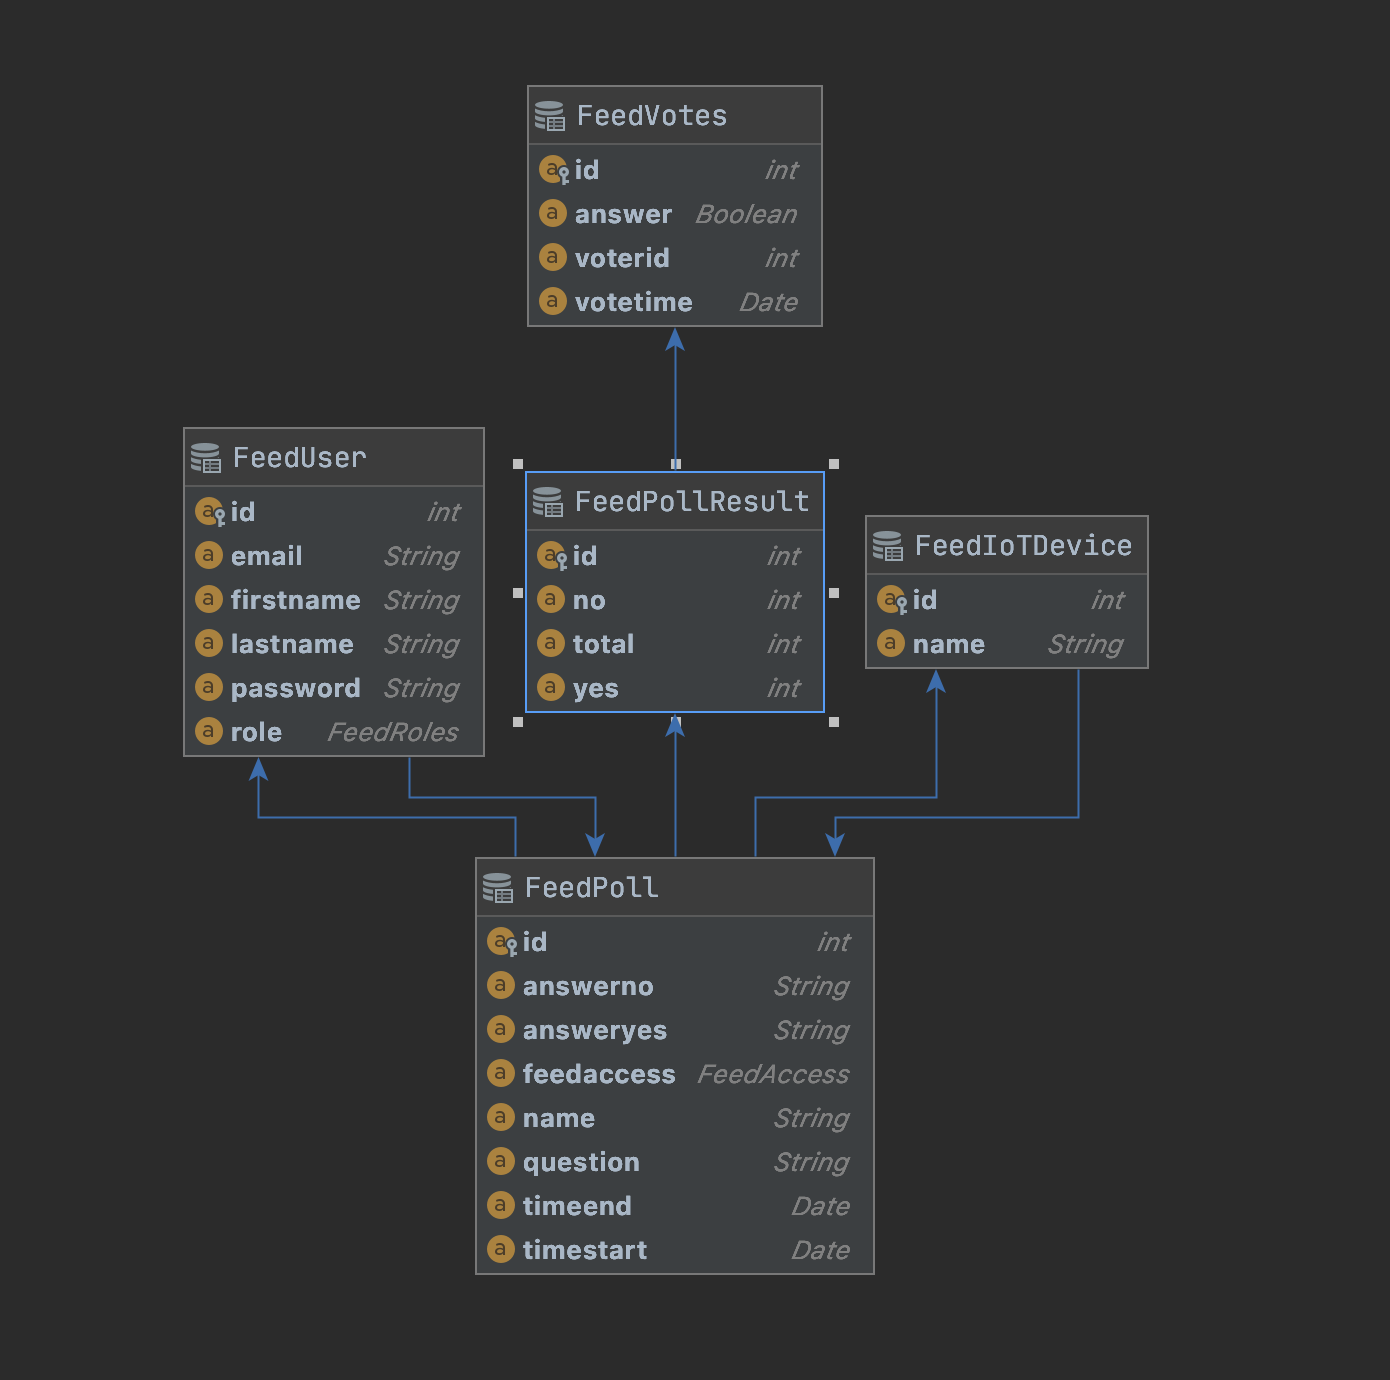 FeedVotes
id int
answer Boolean
voterid int
votetime Date
FeedUser
id int
email String
firstname String
lastname String
password String
role FeedRoles
FeedPollResult
id int
no int
total int
yes int
FeedIoTDevice
id int
name String
FeedPoll
id int
answerno String
answeryes String
feedaccess FeedAccess
name String
question String
timeend Date
timestart Date